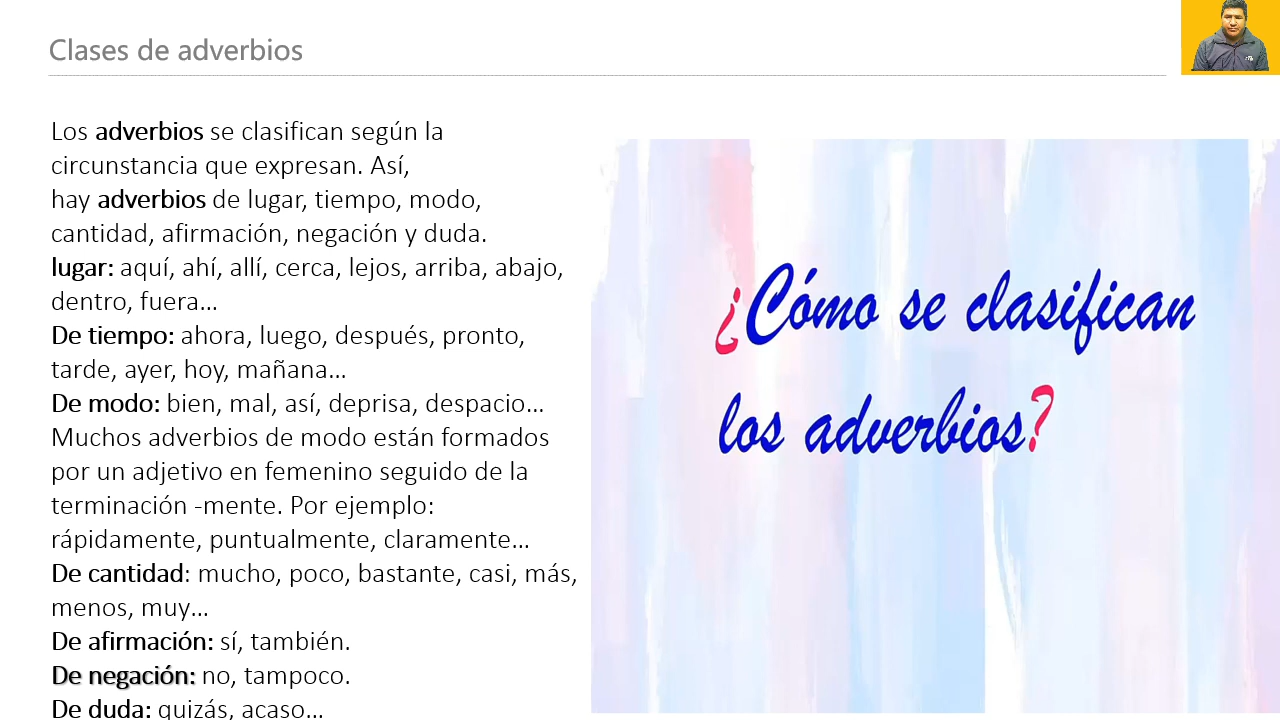 Clases de adverbios
Los adverbios se clasifican según la
circunstancia que expresan. Así,
hay adverbios de lugar, tiempo, modo,
cantidad, afirmación, negación y duda.
lugar: aquí, ahí, allí, cerca, lejos, arriba, abajo,
dentro, fuera...
De tiempo: ahora, luego, después, pronto,
tarde, ayer, hoy, mañana...
De modo: bien, mal, así, deprisa, despacio...
Muchos adverbios de modo están formados
por un adjetivo en femenino seguido de la
terminación -mente. Por ejemplo:
rápidamente, puntualmente, claramente...
De cantidad: mucho, poco, bastante, casi, más,
menos, muy...
De afirmación: sí, también.
De negación: no, tampoco.
De duda: quizás, acaso...
¿Cómo se clasifican
los adverbios?